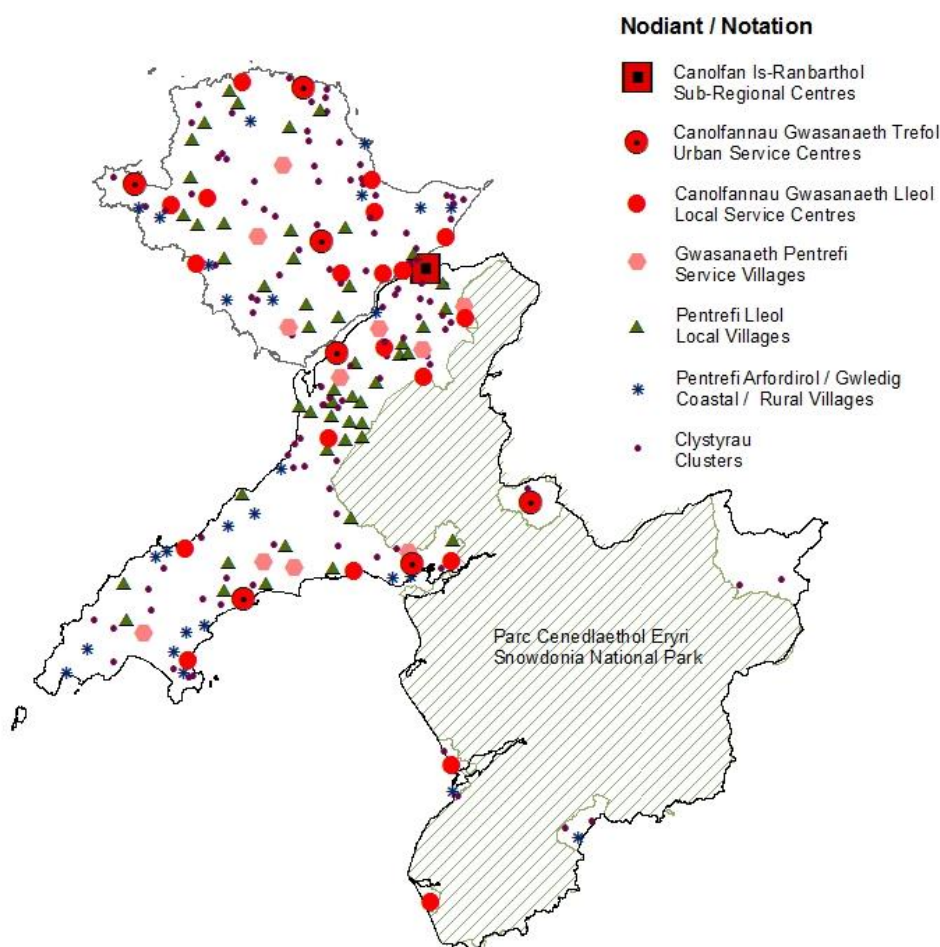 Nodiant / Notation
Canolfan Is-Ranbarthol
Sub-Regional Centres
Canolfannau Gwasanaeth Trefol
Urban Service Centres
Canolfannau Gwasanaeth Lleol
Local Service Centres
Gwasanaeth Pentrefi
Service Villages
Pentrefi Lleol
Local Villages
Pentrefi Arfordirol / Gwledig
Coastal / Rural Villages
Clystyrau
Clusters
Parc Cenedlaethol Eryri
Snowdonia National Park